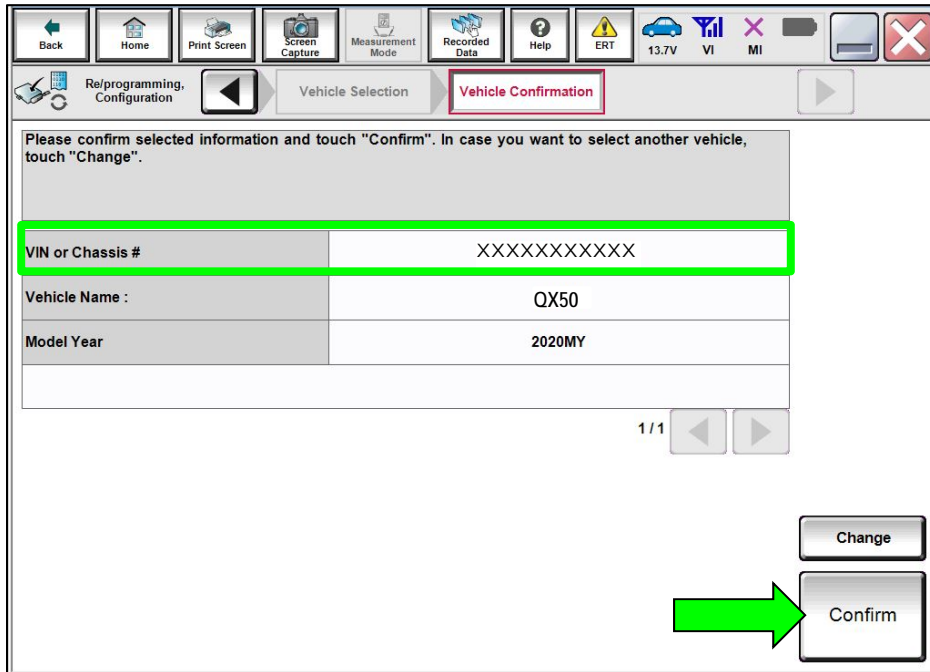 Back
Home
Print Screen
Screen
Capture
Measurement
Mode
Recorded
Data
Help
ERT
13.7V
VI
MI
Re/programming,
Configuration
Vehicle Selection
Vehicle Confirmation
Please confirm selected information and touch "Confirm". In case you want to select another vehicle,
touch "Change".
VIN or Chassis #
XXXXXXXXXXX
Vehicle Name :
QX50
Model Year
2020MY
1 / 1
Change
Confirm